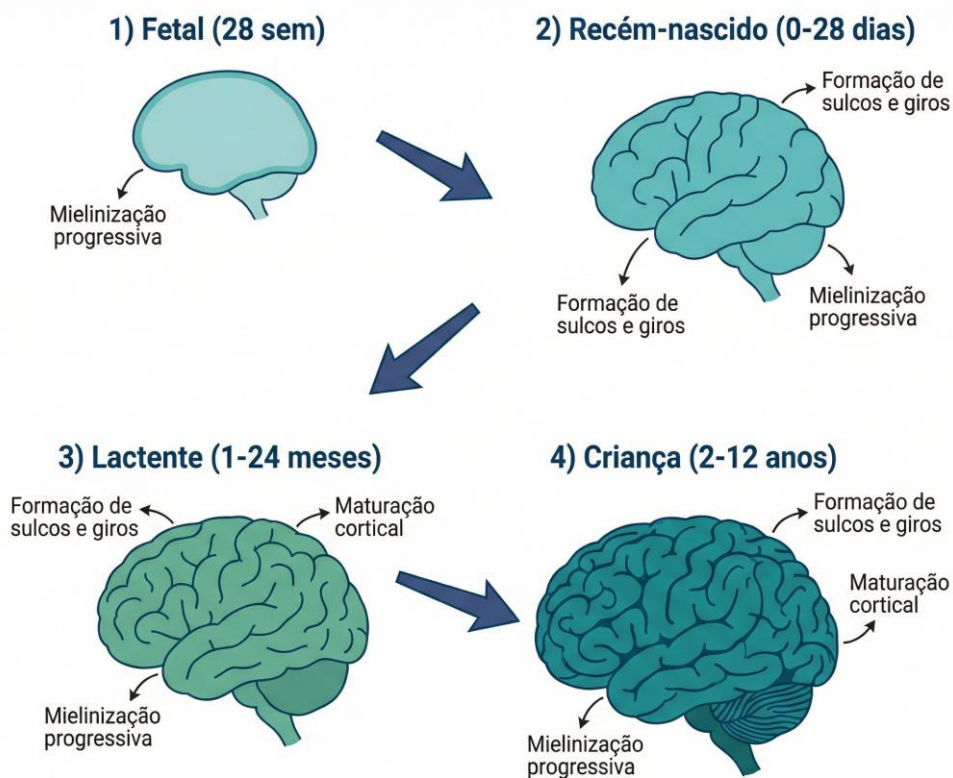 1) Fetal (28 sem)
Mielinização
progressiva
2) Recém-nascido (0-28 dias)
Formação de
sulcos e giros
Formação de
sulcos e giros
Mielinização
progressiva
3) Lactente (1-24 meses)
Formação de
sulcos e giros
Maturação
cortical
Mielinização
progressiva
4) Criança (2-12 anos)
Formação de
sulcos e giros
Maturação
cortical
Mielinização
progressiva